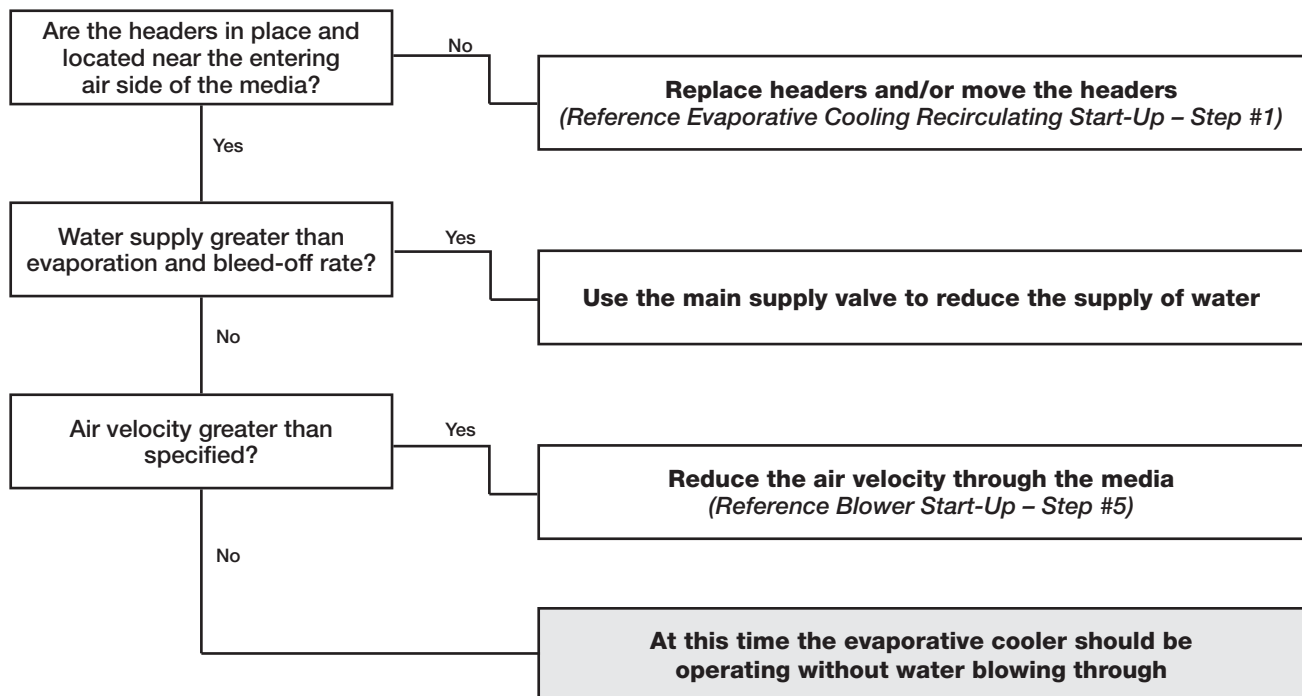 Are the headers in place and
located near the entering
air side of the media?
No
Replace headers and/or move the headers
(Reference Evaporative Cooling Recirculating Start-Up – Step #1)
Yes
Water supply greater than
evaporation and bleed-off rate?
Yes
Use the main supply valve to reduce the supply of water
No
Air velocity greater than
specified?
Yes
Reduce the air velocity through the media
(Reference Blower Start-Up – Step #5)
No
At this time the evaporative cooler should be
operating without water blowing through